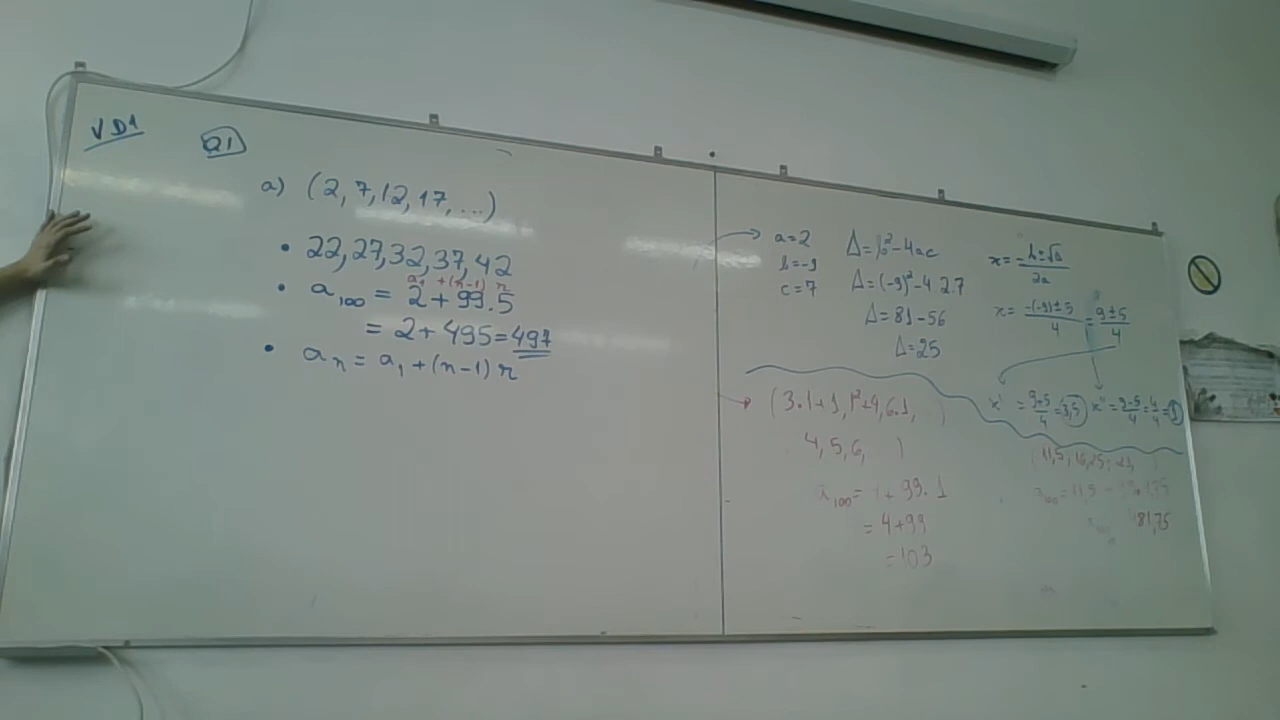 VD1
Q1
a) (2, 7, 12, 17, ...)
• 22, 27, 32, 37, 42
a₁ + (n-1) r
• a₁₀₀ = 2 + 99.5
= 2 + 495 = 497
• aₙ = a₁ + (n-1) r
a=2
b=-9
c=7
Δ = b² - 4ac
Δ = (-9)² - 4.2.7
Δ = 81 - 56
Δ = 25
x = -b±√Δ / 2a
x = -(-9) ± 5 / 4 = 9 ± 5 / 4
x' = 9+5 / 4 = 3,5 x'' = 9-5 / 4 = 4 / 4 = 1
(3.1+1, 1²+4, 6.1, )
4, 5, 6, )
a₁₀₀ = + 99.1
= 4+99
= 103
(11,5; 16,25; 21, )
= 11,5
81,75